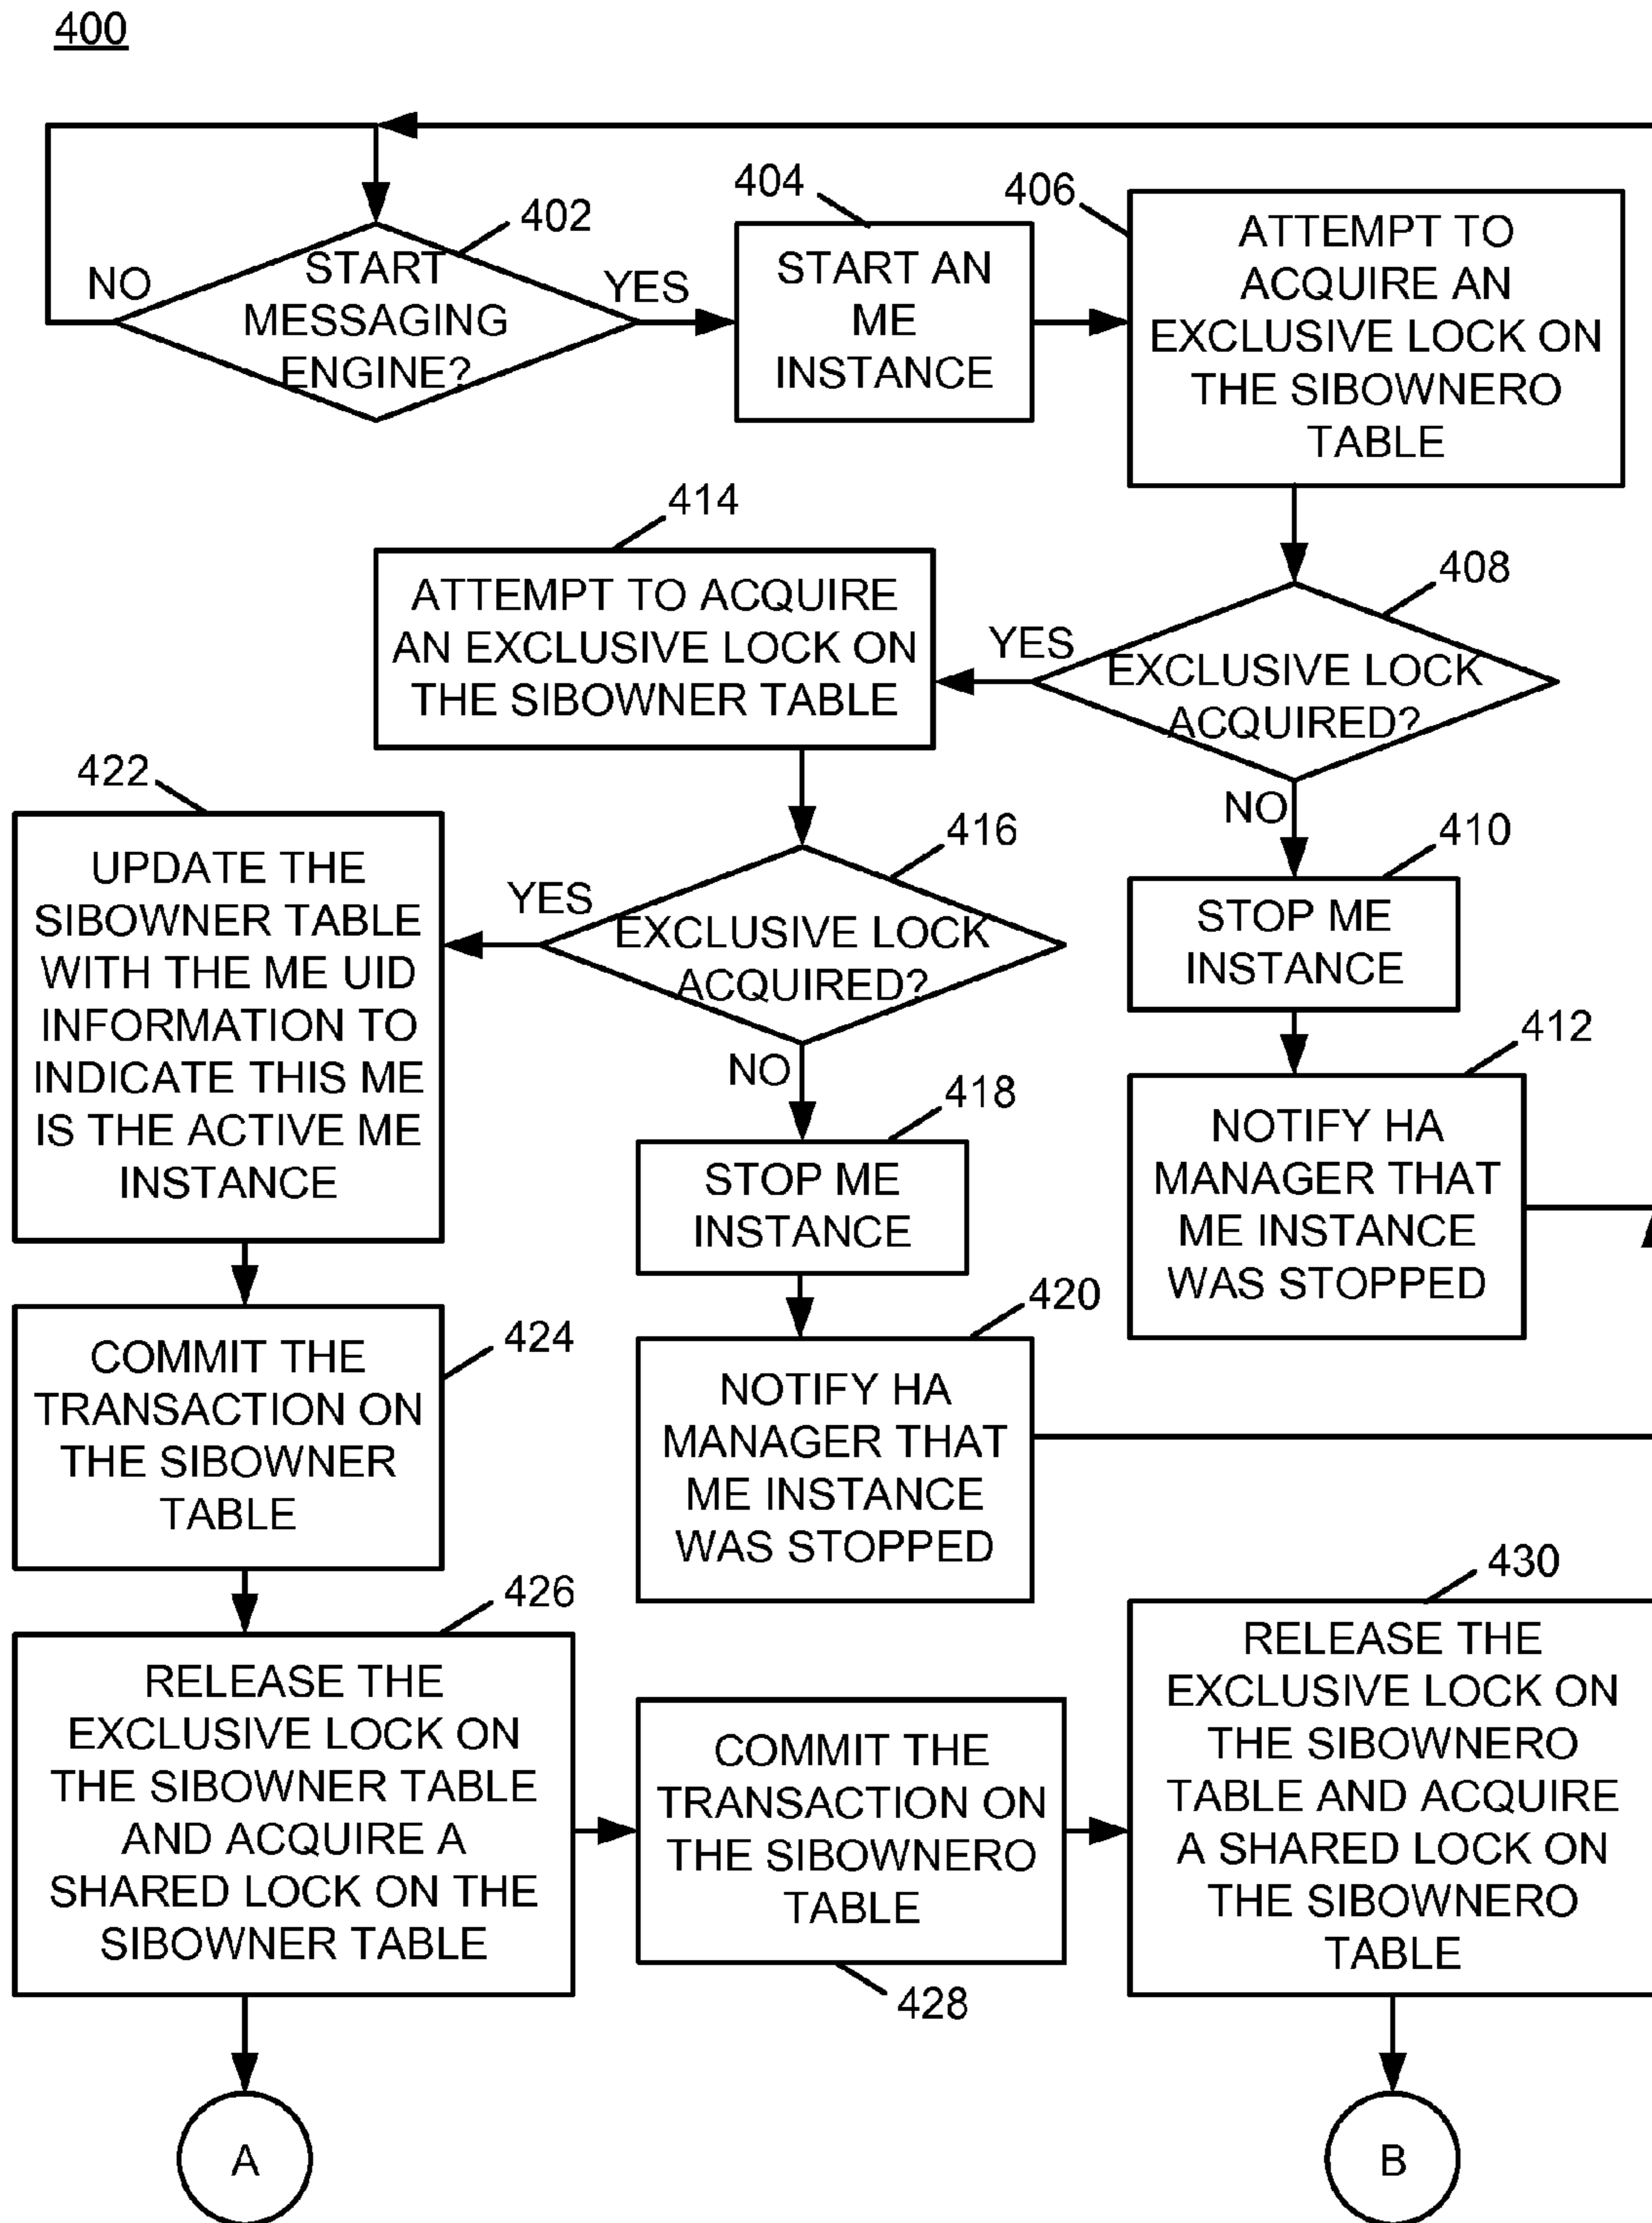 400
402
START
MESSAGING
ENGINE?
NO
YES
404
START AN
ME
INSTANCE
406
ATTEMPT TO
ACQUIRE AN
EXCLUSIVE LOCK ON
THE SIBOWNERO
TABLE
408
EXCLUSIVE LOCK
ACQUIRED?
YES
NO
410
STOP ME
INSTANCE
412
NOTIFY HA
MANAGER THAT
ME INSTANCE
WAS STOPPED
414
ATTEMPT TO ACQUIRE
AN EXCLUSIVE LOCK ON
THE SIBOWNER TABLE
416
EXCLUSIVE LOCK
ACQUIRED?
YES
NO
418
STOP ME
INSTANCE
420
NOTIFY HA
MANAGER THAT
ME INSTANCE
WAS STOPPED
422
UPDATE THE
SIBOWNER TABLE
WITH THE ME UID
INFORMATION TO
INDICATE THIS ME
IS THE ACTIVE ME
INSTANCE
424
COMMIT THE
TRANSACTION ON
THE SIBOWNER
TABLE
426
RELEASE THE
EXCLUSIVE LOCK ON
THE SIBOWNER TABLE
AND ACQUIRE A
SHARED LOCK ON THE
SIBOWNER TABLE
COMMIT THE
TRANSACTION ON
THE SIBOWNERO
TABLE
428
430
RELEASE THE
EXCLUSIVE LOCK ON
THE SIBOWNERO
TABLE AND ACQUIRE
A SHARED LOCK ON
THE SIBOWNERO
TABLE
A
B